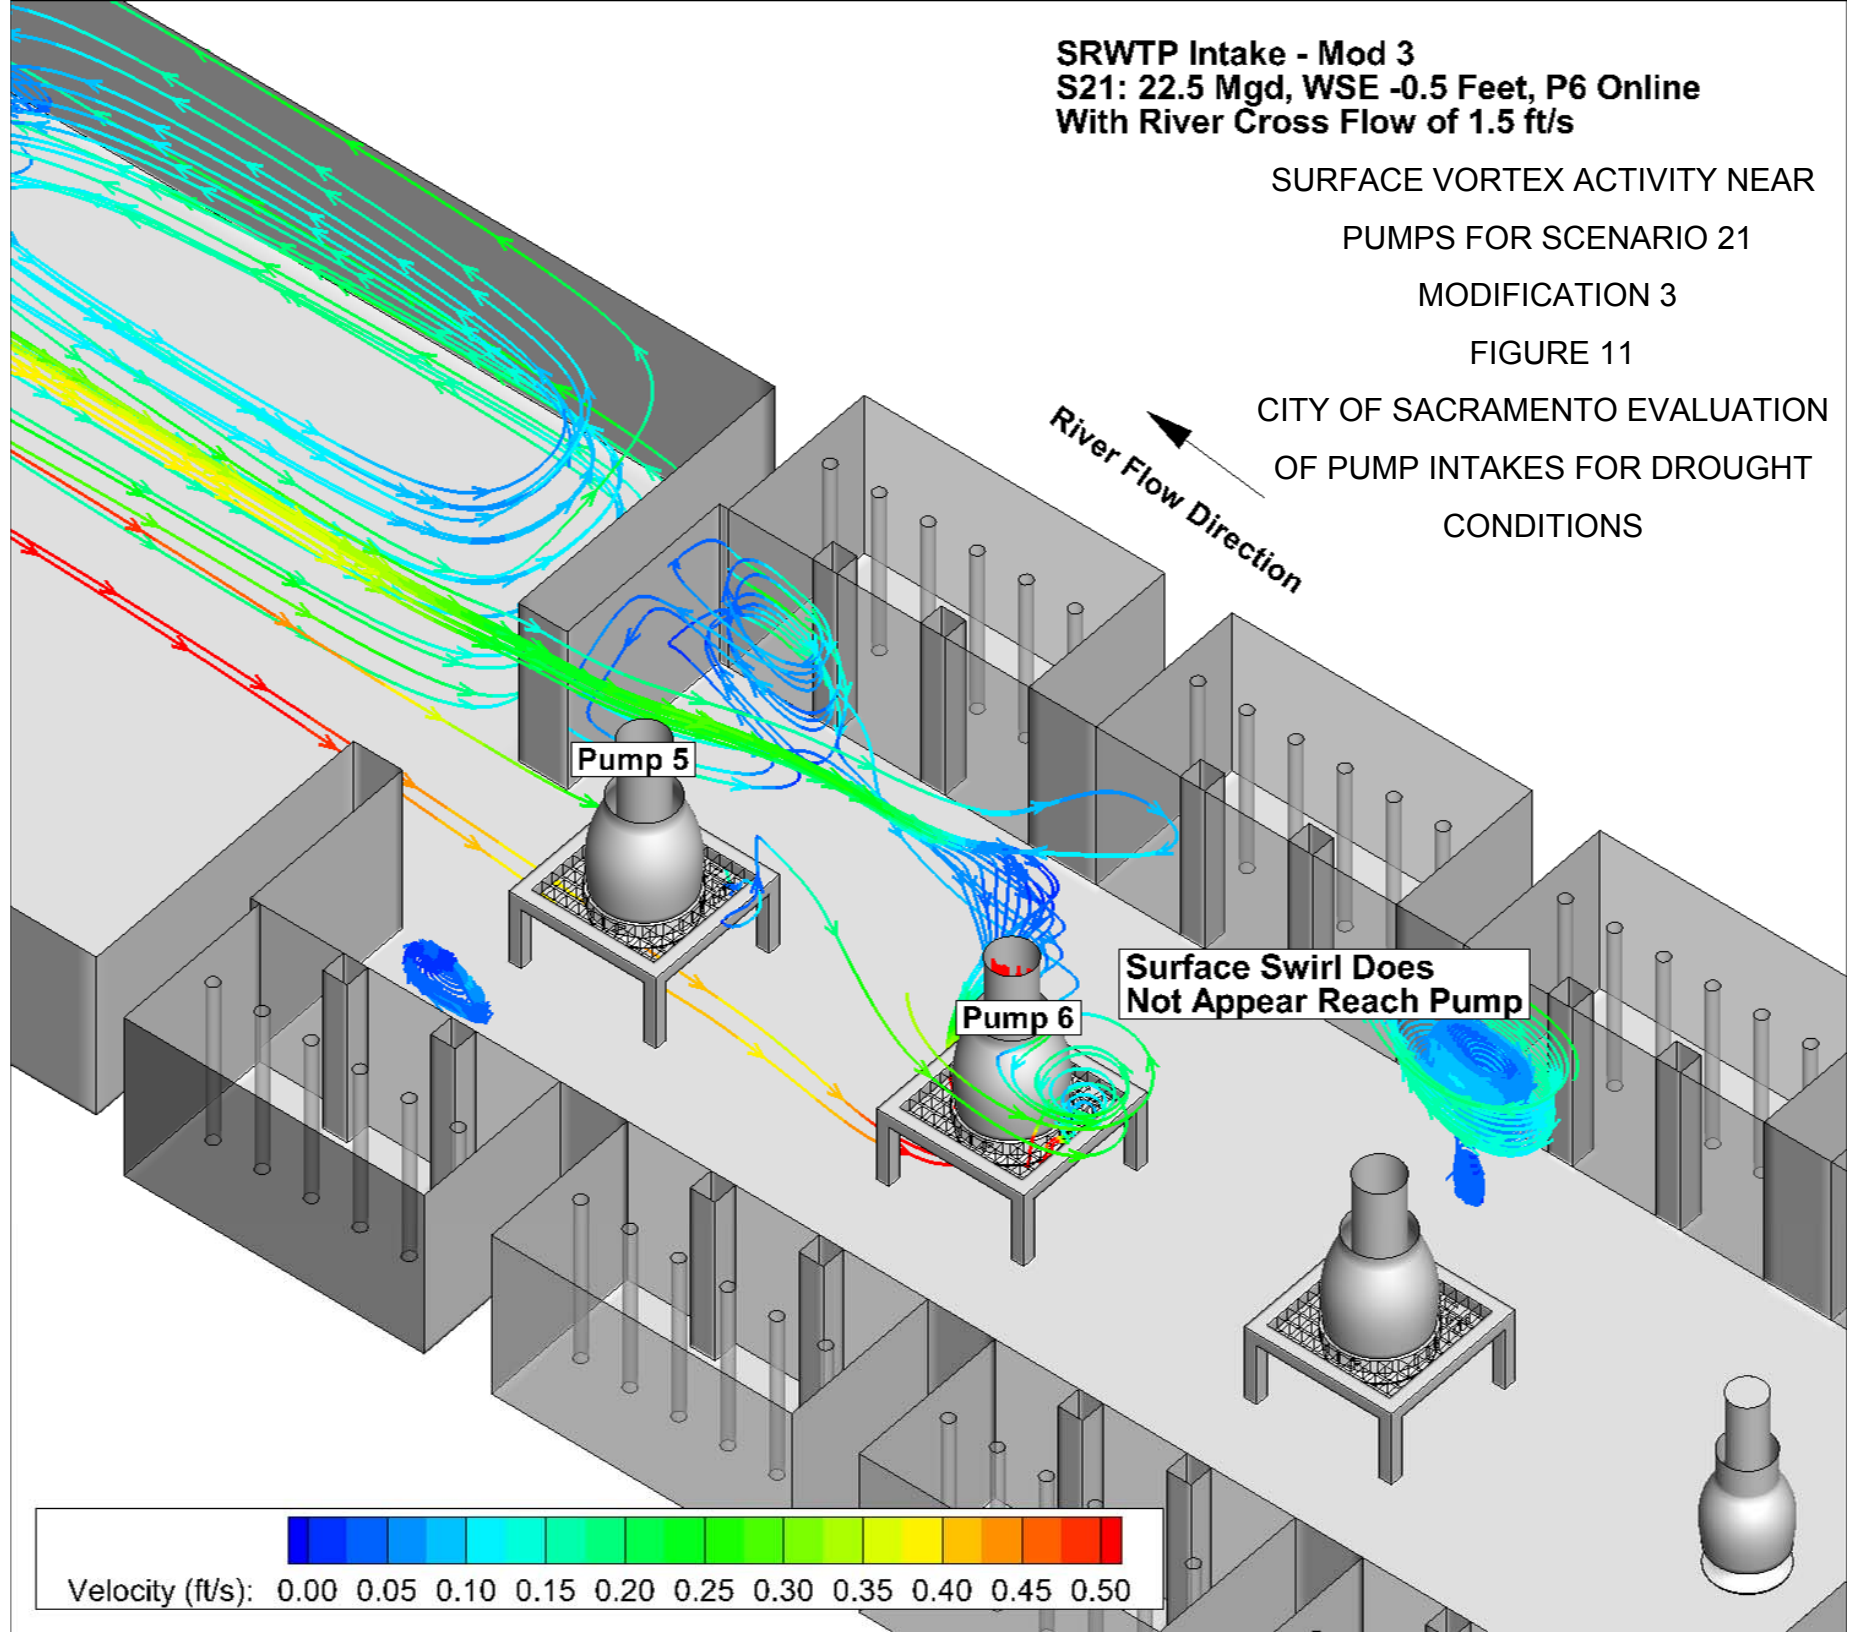 SRWTP Intake - Mod 3
S21: 22.5 Mgd, WSE -0.5 Feet, P6 Online
With River Cross Flow of 1.5 ft/s
SURFACE VORTEX ACTIVITY NEAR
PUMPS FOR SCENARIO 21
MODIFICATION 3
FIGURE 11
CITY OF SACRAMENTO EVALUATION
OF PUMP INTAKES FOR DROUGHT
CONDITIONS
River Flow Direction
Pump 5
Surface Swirl Does
Not Appear Reach Pump
Pump 6
Velocity (ft/s): 0.00 0.05 0.10 0.15 0.20 0.25 0.30 0.35 0.40 0.45 0.50